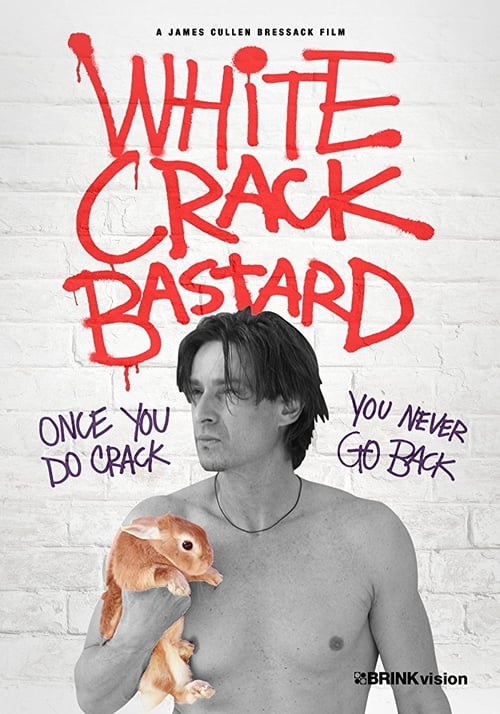 A JAMES CULLEN BRESSACK FILM
WHiTE
CRACK
BAStARD
ONCE YOU
DO CRACK
YOU NEVER
GO BACK
BRINKvision